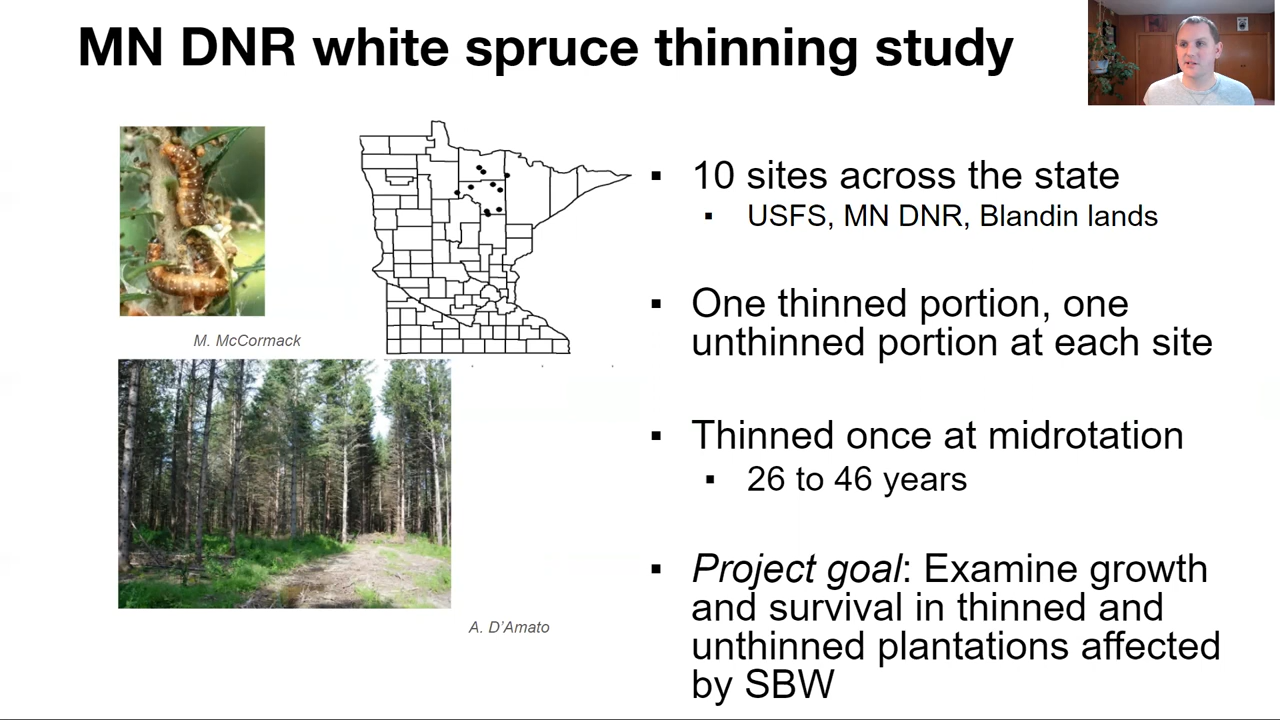 MN DNR white spruce thinning study
M. McCormack
A. D'Amato
▪ 10 sites across the state
▪ USFS, MN DNR, Blandin lands
▪ One thinned portion, one
unthinned portion at each site
▪ Thinned once at midrotation
▪ 26 to 46 years
▪ Project goal: Examine growth
and survival in thinned and
unthinned plantations affected
by SBW